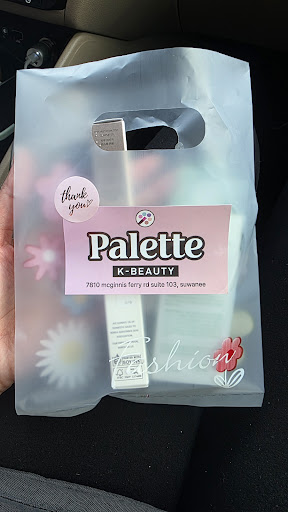 thank
you
Palette
K-BEAUTY
7810 mcginnis ferry rd suite 103, suwanee
Fashion